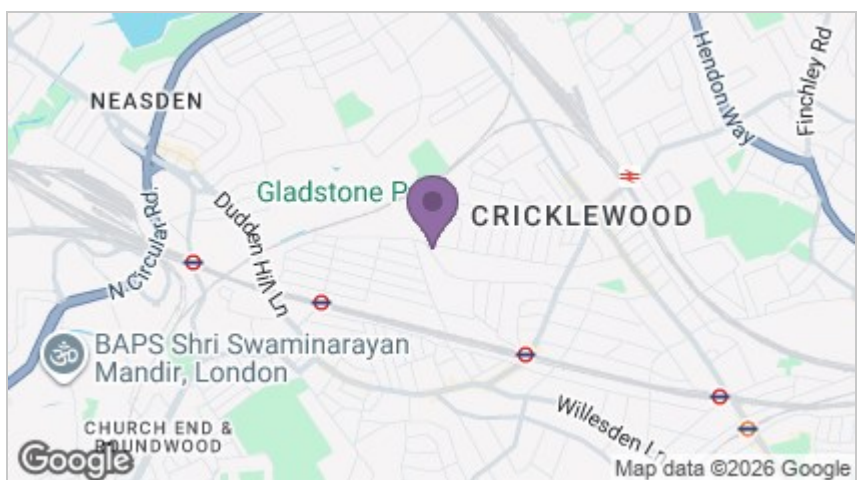 NEASDEN
Hendon Way
Finchley Rd
Gladstone P
CRICKLEWOOD
Dudden Hill Ln
N Circular Rd.
BAPS Shri Swaminarayan
Mandir, London
Willesden Ln
CHURCH END &
ROUNDWOOD
Google
Map data ©2026 Google